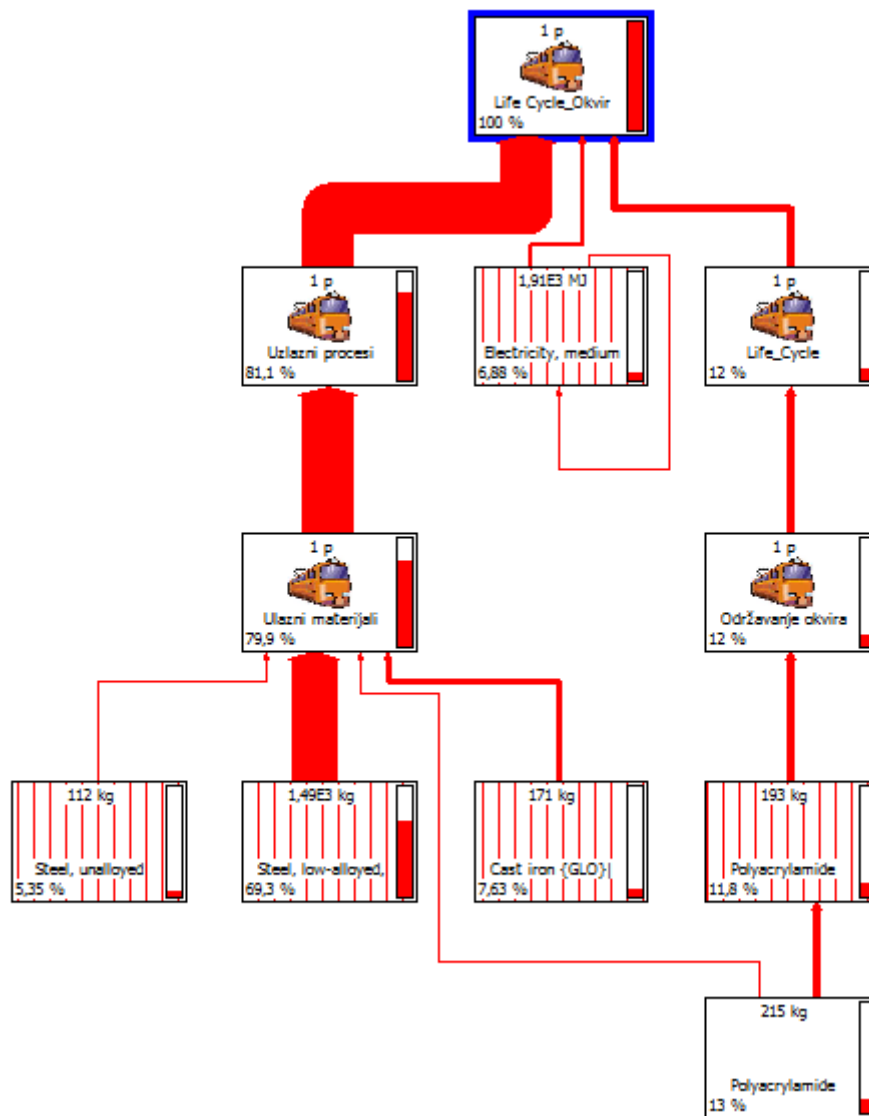 1 p
Life Cycle_Okvir
100 %
1 p
Uzlazni procesi
81,1 %
1,91E3 MJ
Electricity, medium
6,88 %
1 p
Life_Cycle
12 %
1 p
Ulazni materijali
79,9 %
1 p
Održavanje okvira
12 %
112 kg
Steel, unalloyed
5,35 %
1,49E3 kg
Steel, low-alloyed,
69,3 %
171 kg
Cast iron {GLO}|
7,63 %
193 kg
Polyacrylamide
11,8 %
215 kg
Polyacrylamide
13 %